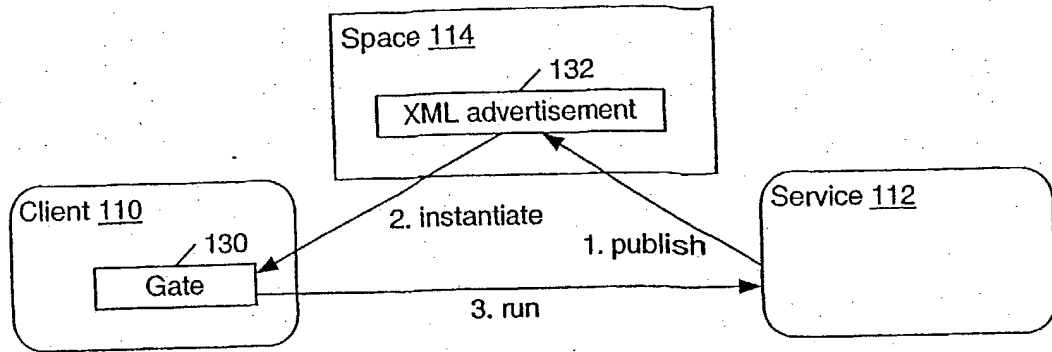 Space 114
132
XML advertisement
Client 110
2. instantiate
Service 112
130
1. publish
Gate
3. run